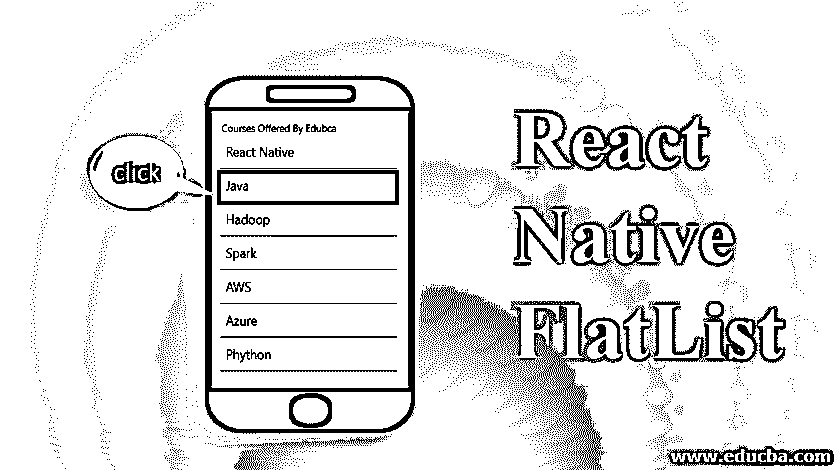 Courses Offered By Edubca
React Native
Java
Hadoop
Spark
AWS
Azure
Phython
click
React
Native
FlatList
www.educba.com